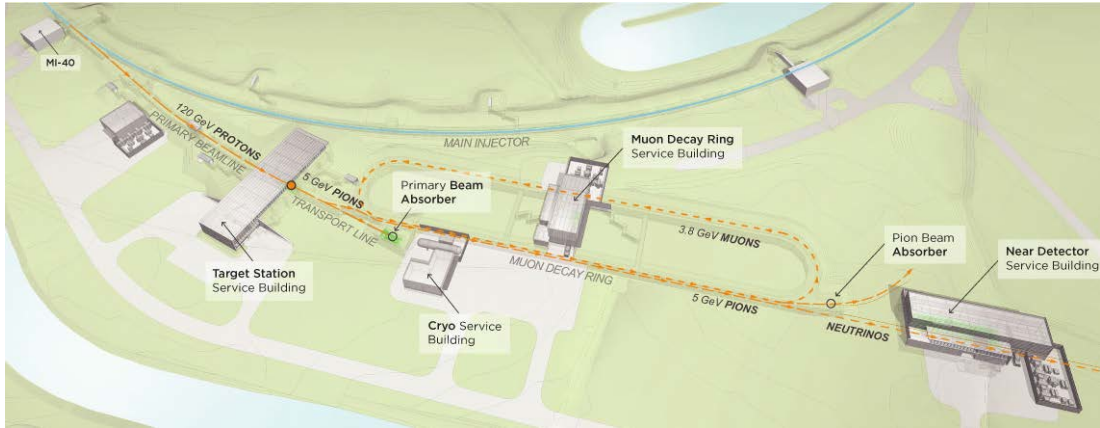 MI-40
120 GeV PROTONS
PRIMARY BEAMLINE
MAIN INJECTOR
Muon Decay Ring
Service Building
5 GeV PIONS
TRANSPORT LINE
Primary Beam
Absorber
3.8 GeV MUONS
Pion Beam
Absorber
Near Detector
Service Building
Target Station
Service Building
MUON DECAY RING
5 GeV PIONS
Cryo Service
Building
NEUTRINOS